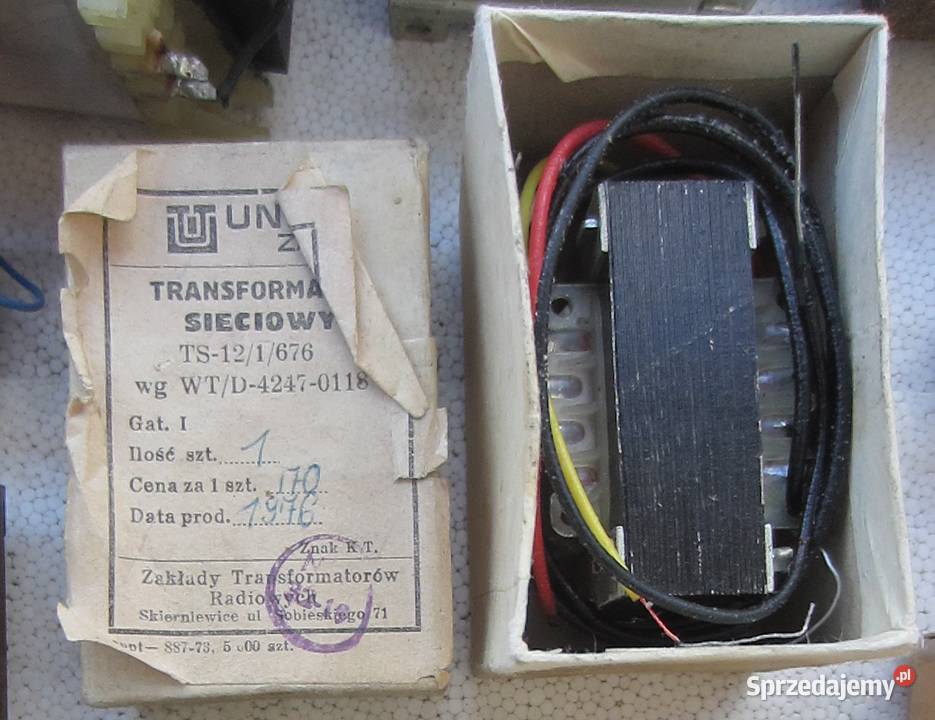 UN
Z
TRANSFORMA
SIECIOWY
TS-12/1/676
wg WT/D-4247-0118
Gat. I
Ilość szt. 1
Cena za 1 szt. 170
Data prod. 1976
Znak K.T.
Zakłady Transformatorów
Radiowych
Skierniewice ul Sobieskiego 71
887-73, 5 000 szt.
Sprzedajemy.pl